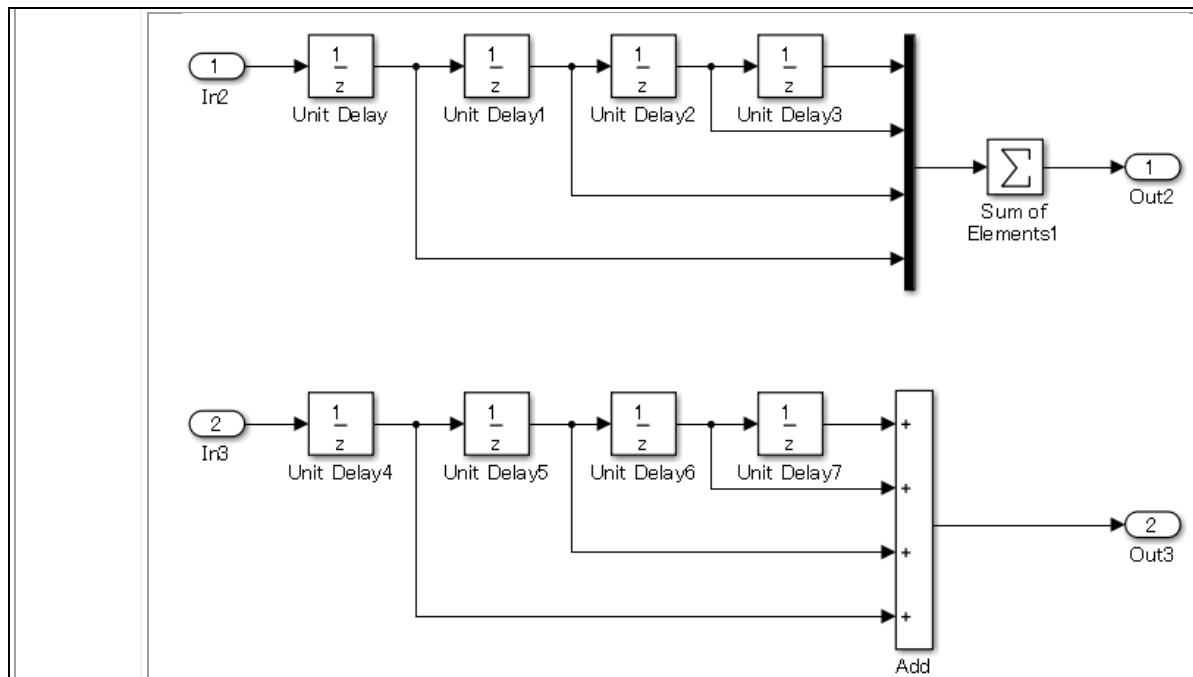 1
In2
1
z
Unit Delay
1
z
Unit Delay1
1
z
Unit Delay2
1
z
Unit Delay3
Σ
Sum of
Elements1
1
Out2
2
In3
1
z
Unit Delay4
1
z
Unit Delay5
1
z
Unit Delay6
1
z
Unit Delay7
+
+
+
+
Add
2
Out3